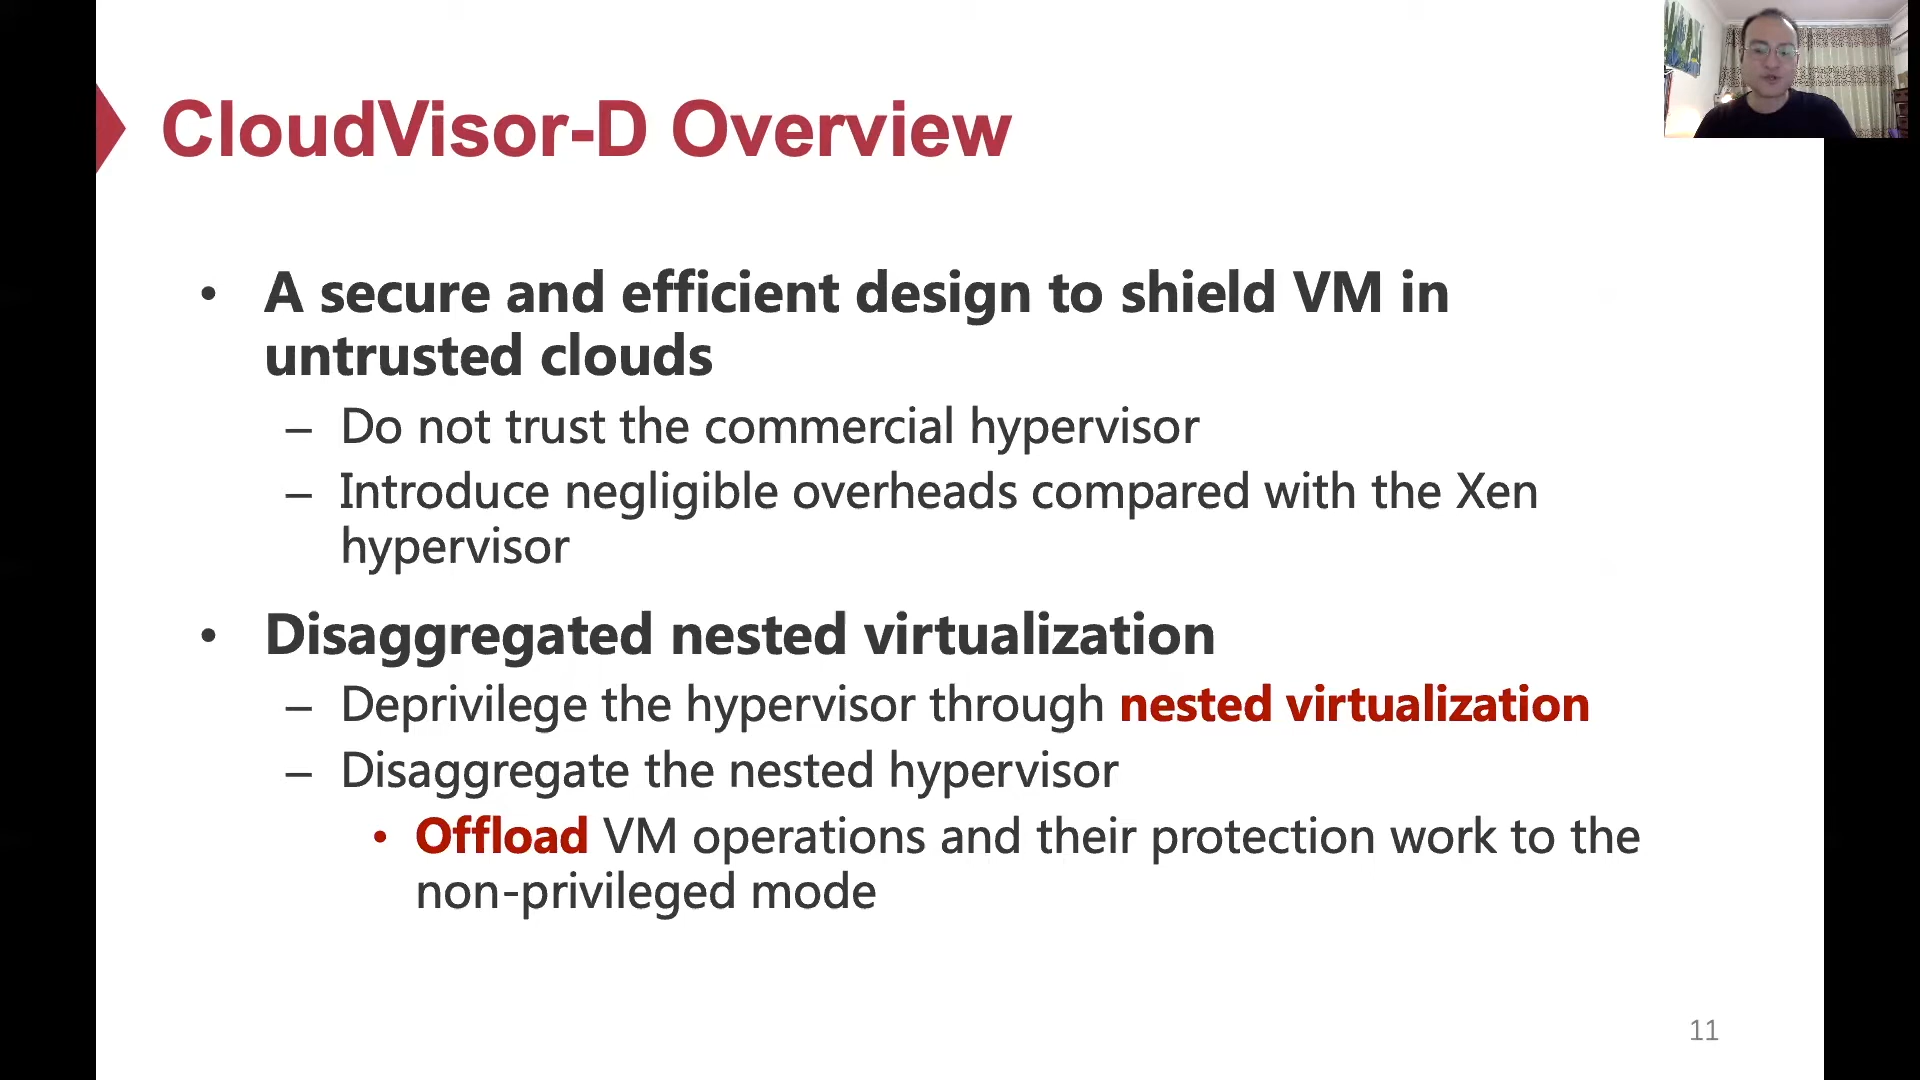 CloudVisor-D Overview
• A secure and efficient design to shield VM in
untrusted clouds
– Do not trust the commercial hypervisor
– Introduce negligible overheads compared with the Xen
hypervisor
• Disaggregated nested virtualization
– Deprivilege the hypervisor through nested virtualization
– Disaggregate the nested hypervisor
• Offload VM operations and their protection work to the
non-privileged mode
11